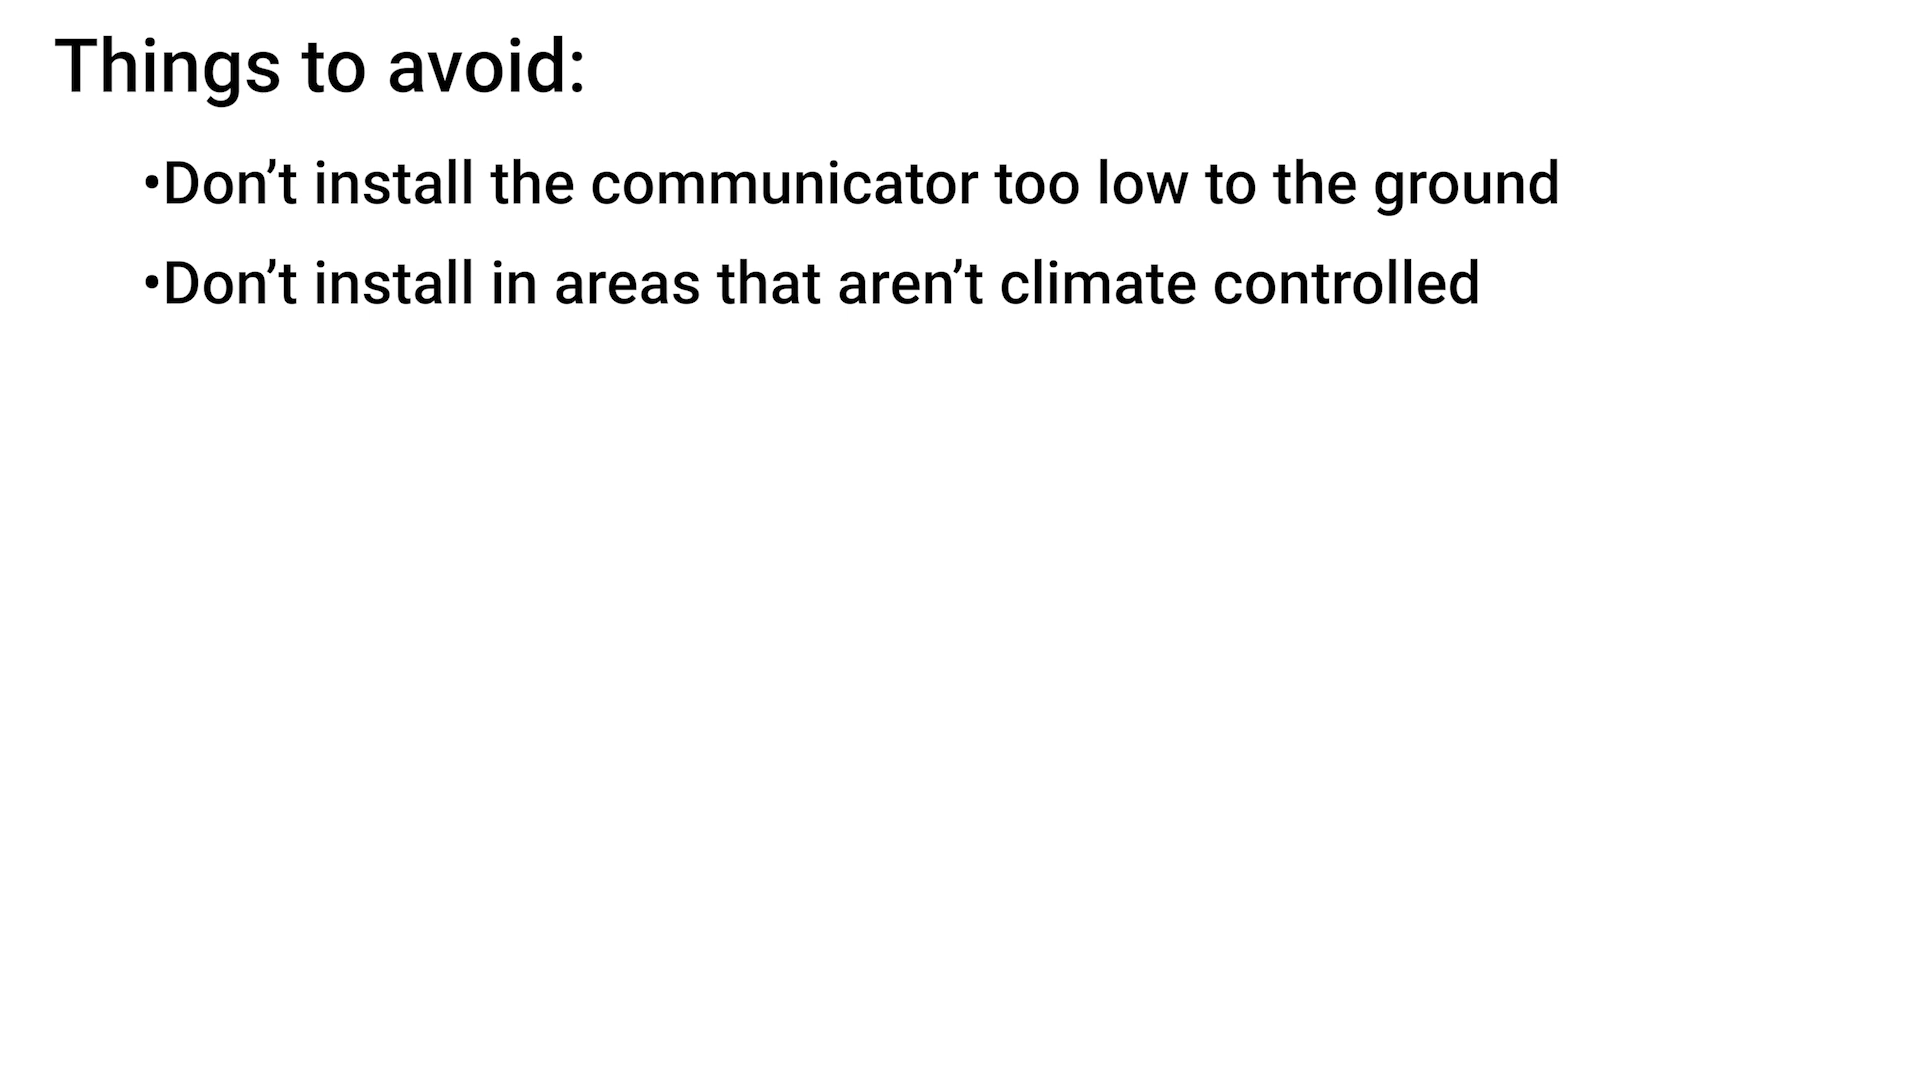 Things to avoid:
•Don’t install the communicator too low to the ground
•Don’t install in areas that aren’t climate controlled